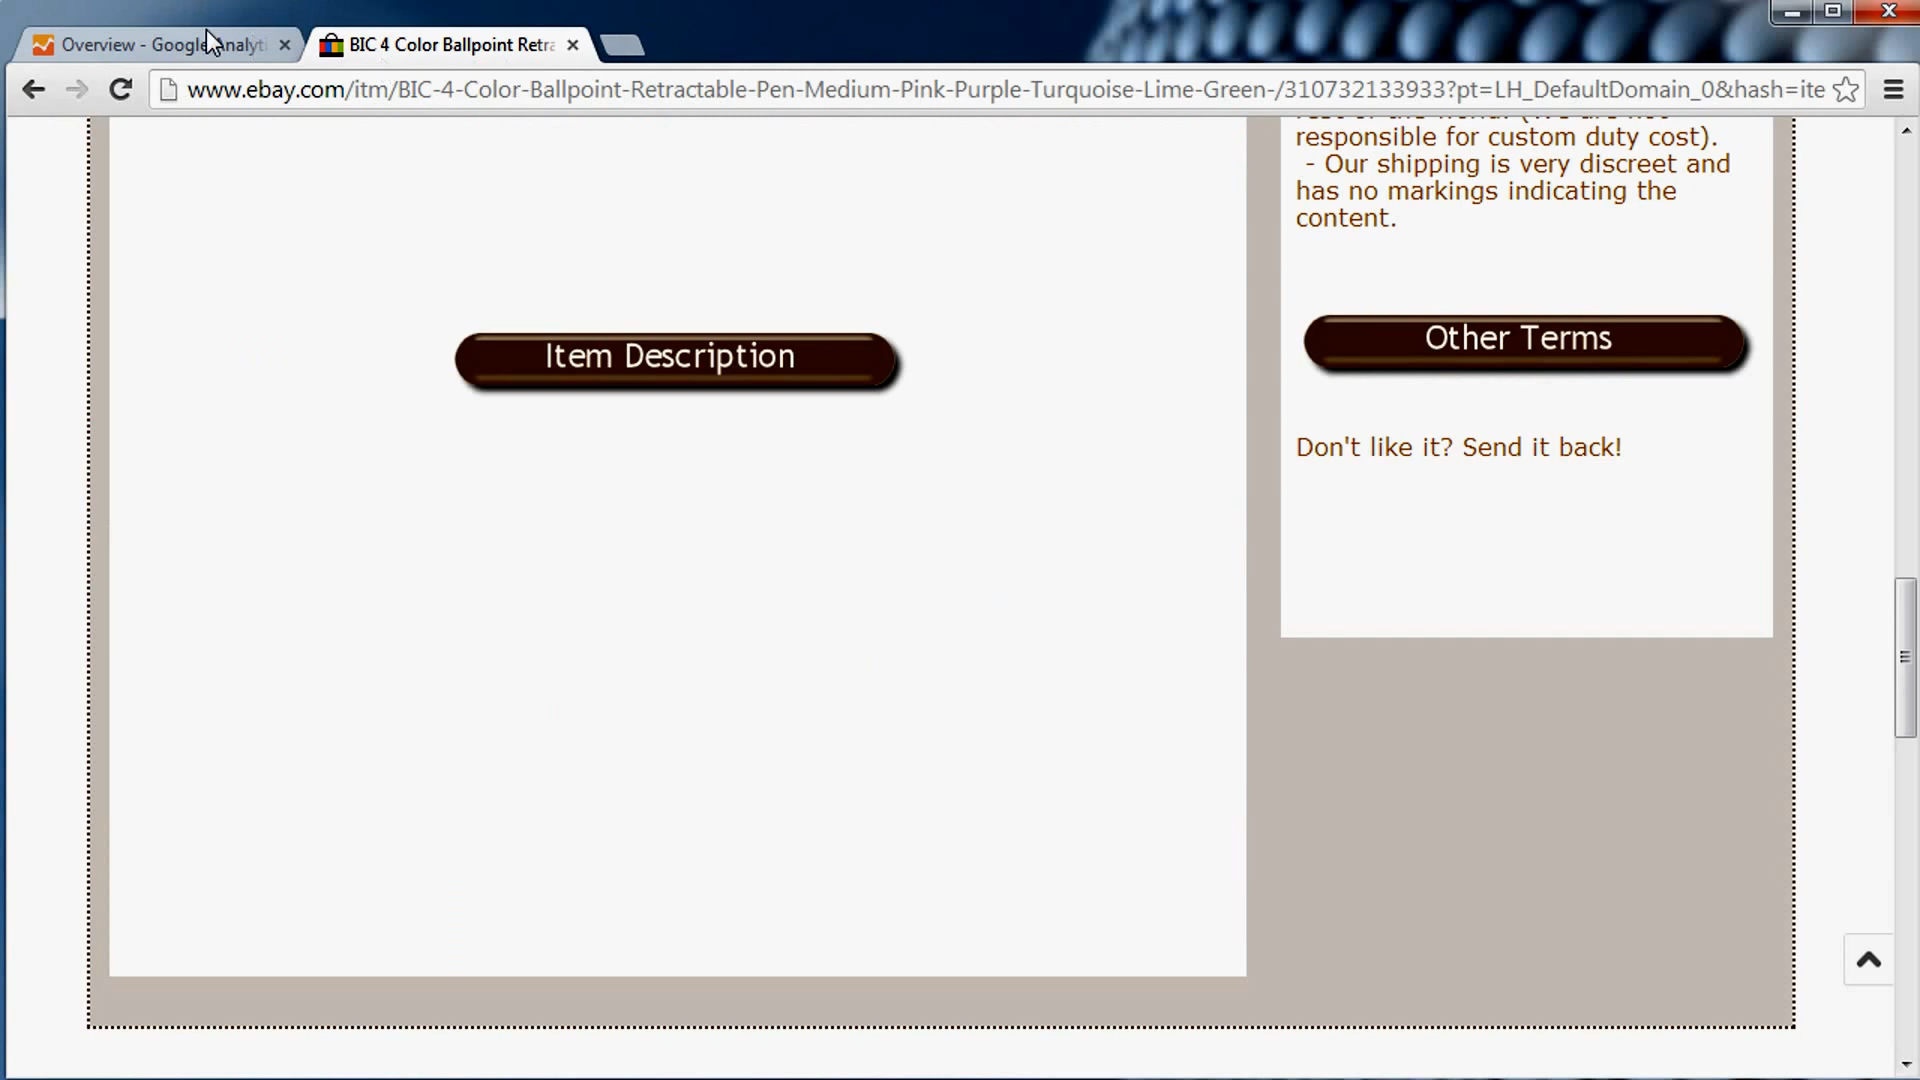 Overview - Google Analyti
BIC 4 Color Ballpoint Retra
www.ebay.com/itm/BIC-4-Color-Ballpoint-Retractable-Pen-Medium-Pink-Purple-Turquoise-Lime-Green-/310732133933?pt=LH_DefaultDomain_0&hash=ite
responsible for custom duty cost).
- Our shipping is very discreet and
has no markings indicating the
content.
Other Terms
Item Description
Don't like it? Send it back!